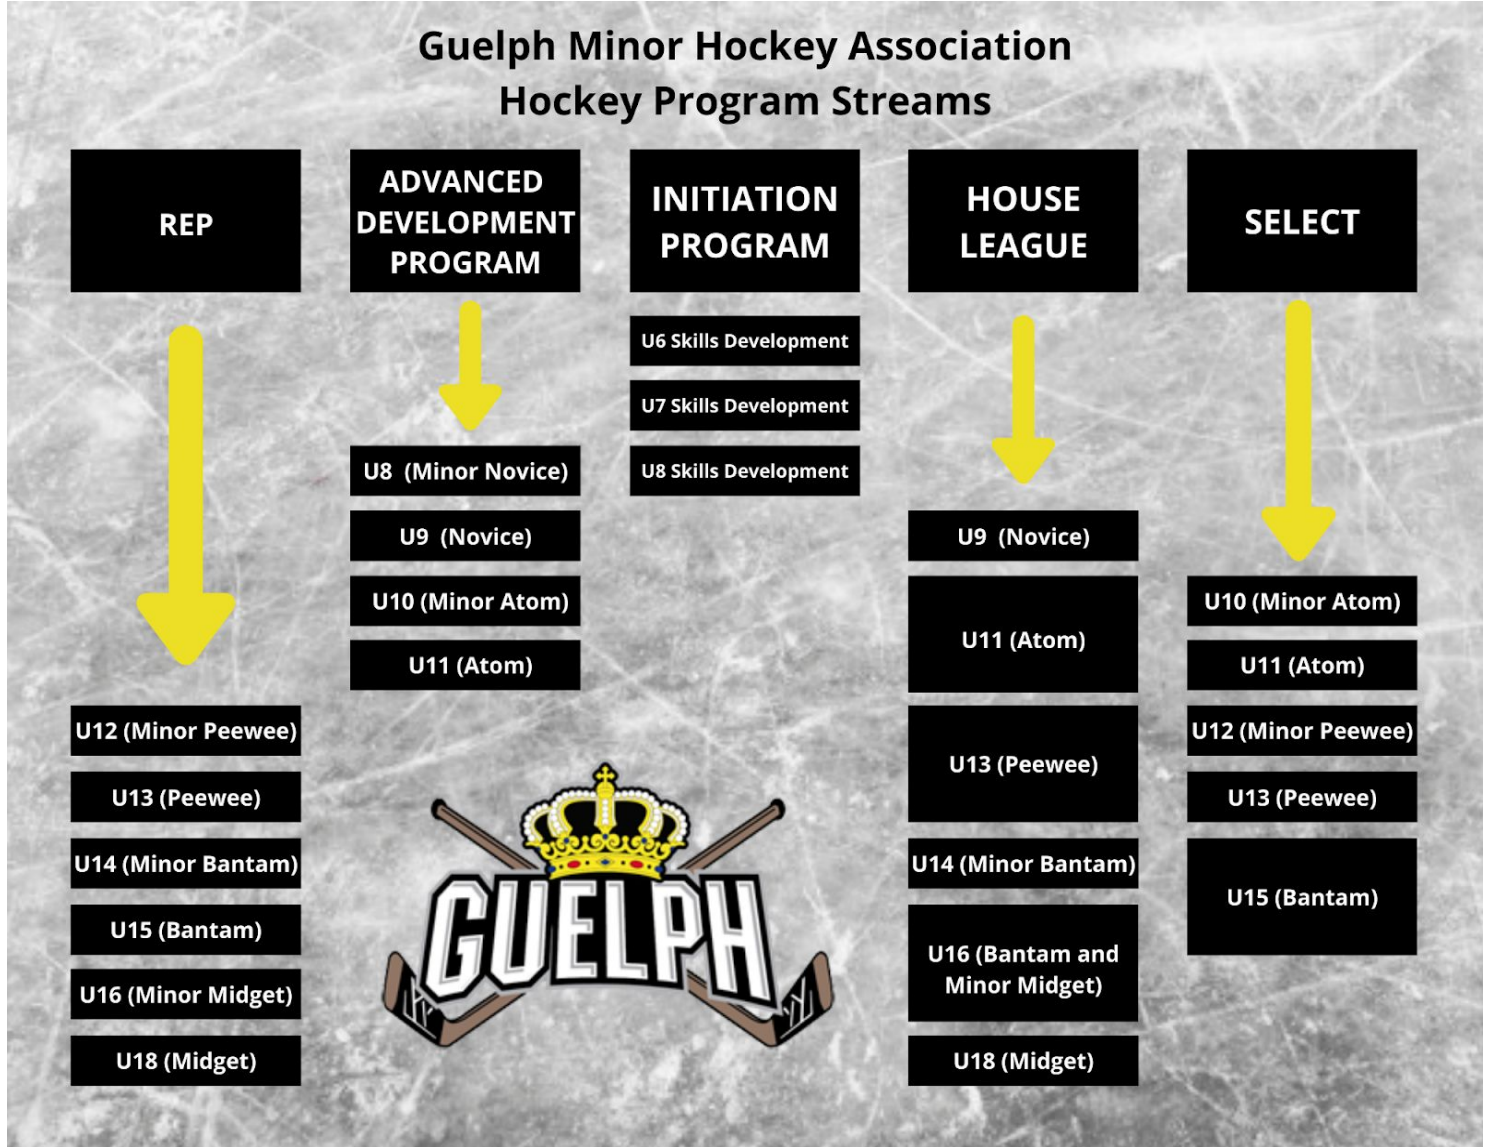 Guelph Minor Hockey Association
Hockey Program Streams
REP
ADVANCED
DEVELOPMENT
PROGRAM
INITIATION
PROGRAM
HOUSE
LEAGUE
SELECT
U12 (Minor Peewee)
U13 (Peewee)
U14 (Minor Bantam)
U15 (Bantam)
U16 (Minor Midget)
U18 (Midget)
U8 (Minor Novice)
U9 (Novice)
U10 (Minor Atom)
U11 (Atom)
U6 Skills Development
U7 Skills Development
U8 Skills Development
U9 (Novice)
U11 (Atom)
U13 (Peewee)
U14 (Minor Bantam)
U16 (Bantam and
Minor Midget)
U18 (Midget)
U10 (Minor Atom)
U11 (Atom)
U12 (Minor Peewee)
U13 (Peewee)
U15 (Bantam)
GUELPH